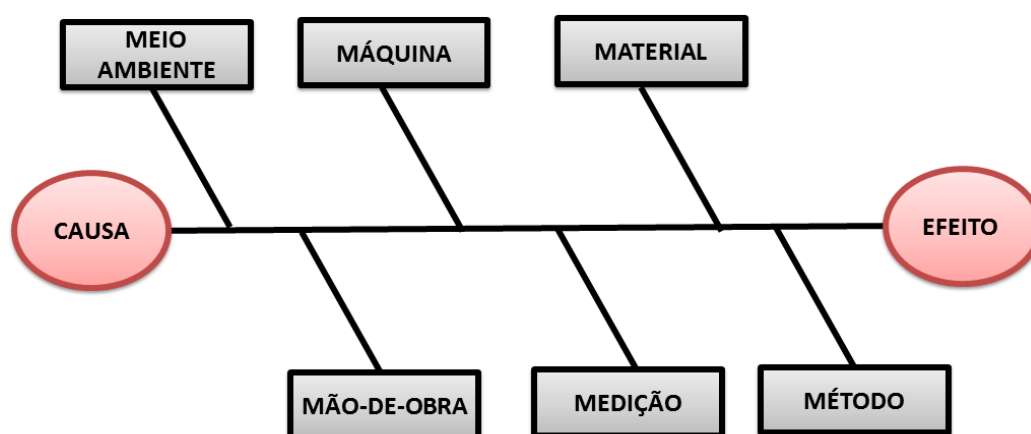 MEIO
AMBIENTE
MÁQUINA
MATERIAL
CAUSA
EFEITO
MÃO-DE-OBRA
MEDIÇÃO
MÉTODO